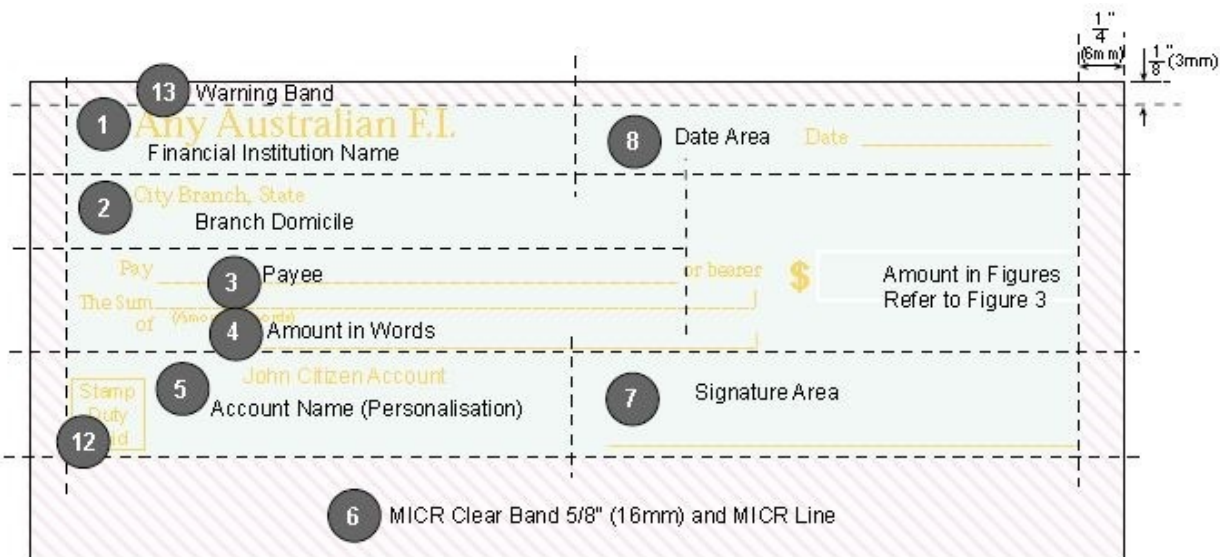 1"
4
(6mm)
1"
8 (3mm)
13 Warning Band
1 Any Australian F.I.
Financial Institution Name
8 Date Area Date
2 City Branch, State
Branch Domicile
Pay 3 Payee or bearer $ Amount in Figures
Refer to Figure 3
The Sum
of 4 Amount in Words
5 John Citizen Account
Account Name (Personalisation)
7 Signature Area
Stamp
Duty
12
6 MICR Clear Band 5/8" (16mm) and MICR Line